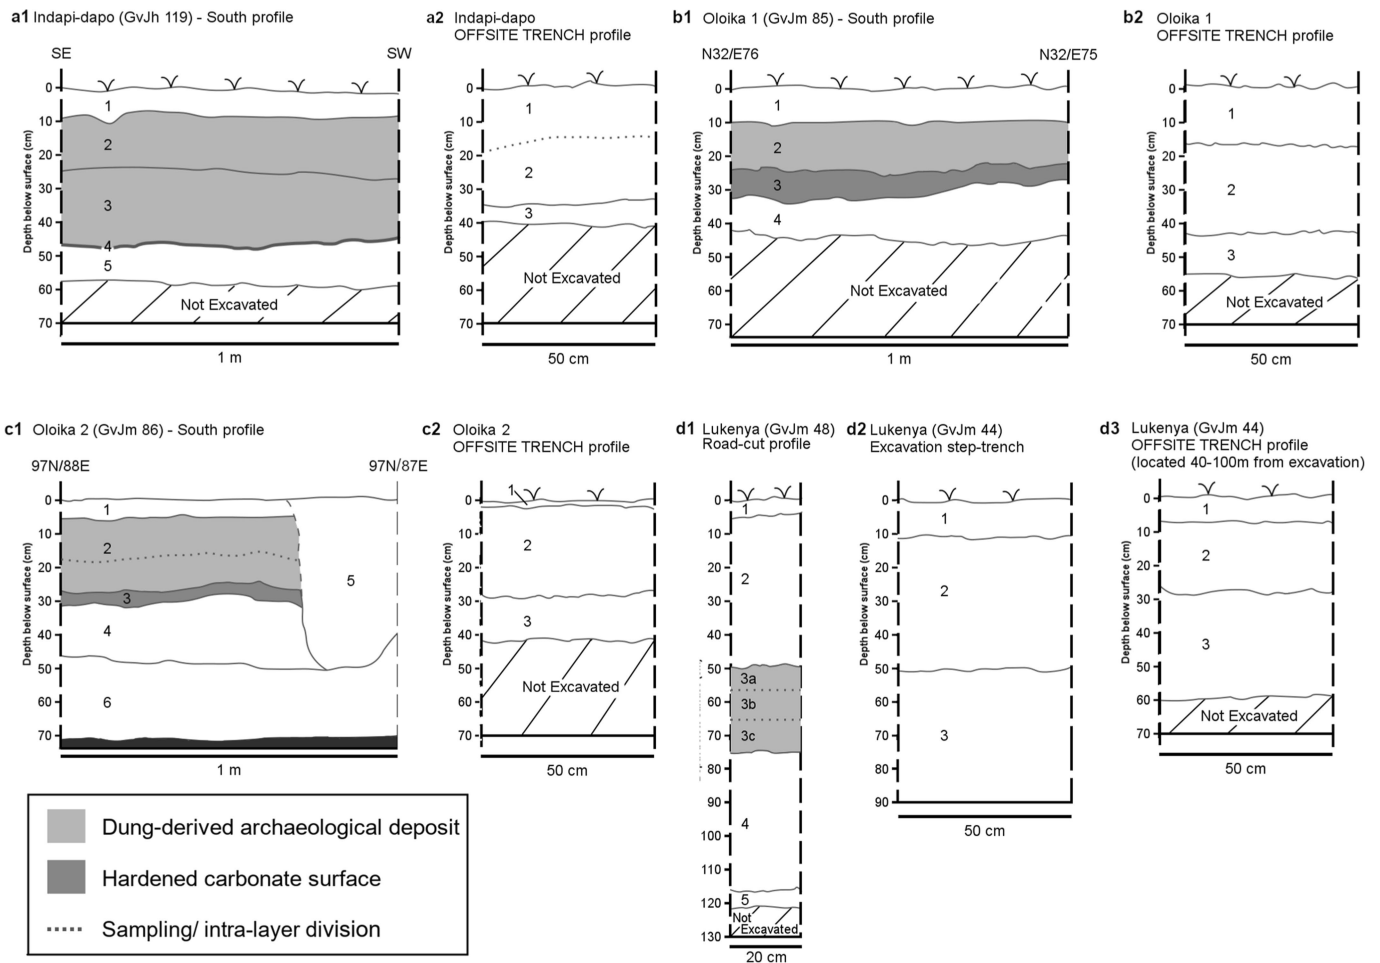 a1 Indapi-dapo (GvJh 119) - South profile
SE
SW
0
10
20
30
40
50
60
70
Depth below surface (cm)
1
2
3
4
5
Not Excavated
1 m
a2 Indapi-dapo
OFFSITE TRENCH profile
0
10
20
30
40
50
60
70
Depth below surface (cm)
1
2
3
Not Excavated
50 cm
b1 Oloika 1 (GvJm 85) - South profile
N32/E76
N32/E75
0
10
20
30
40
50
60
70
Depth below surface (cm)
1
2
3
4
Not Excavated
1 m
b2 Oloika 1
OFFSITE TRENCH profile
0
10
20
30
40
50
60
70
Depth below surface (cm)
1
2
3
Not Excavated
50 cm
c1 Oloika 2 (GvJm 86) - South profile
97N/88E
97N/87E
0
10
20
30
40
50
60
70
Depth below surface (cm)
1
2
3
4
5
6
1 m
c2 Oloika 2
OFFSITE TRENCH profile
0
10
20
30
40
50
60
70
Depth below surface (cm)
1
2
3
Not Excavated
50 cm
d1 Lukenya (GvJm 48)
Road-cut profile
0
10
20
30
40
50
60
70
80
90
100
110
120
130
Depth below surface (cm)
1
2
3a
3b
3c
4
5
Not
Excavated
20 cm
d2 Lukenya (GvJm 44)
Excavation step-trench
0
10
20
30
40
50
60
70
80
90
Depth below surface (cm)
1
2
3
50 cm
d3 Lukenya (GvJm 44)
OFFSITE TRENCH profile
(located 40-100m from excavation)
0
10
20
30
40
50
60
70
Depth below surface (cm)
1
2
3
Not Excavated
50 cm
Dung-derived archaeological deposit
Hardened carbonate surface
Sampling/ intra-layer division